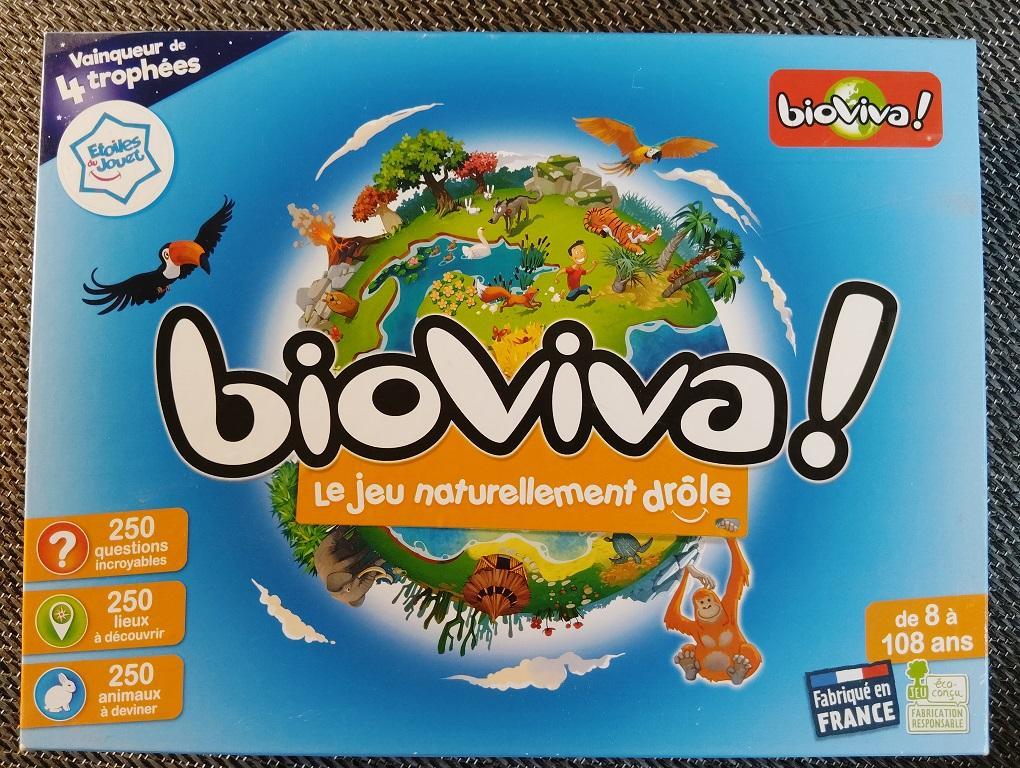 Vainqueur de
4 trophées
Etoiles
du Jouet
bioviva!
bioviva!
Le jeu naturellement drôle
250
questions
incroyables
250
lieux
à découvrir
250
animaux
à deviner
de 8 à
108 ans
Fabriqué en
FRANCE
JEU
éco-
conçu
FABRICATION
RESPONSABLE